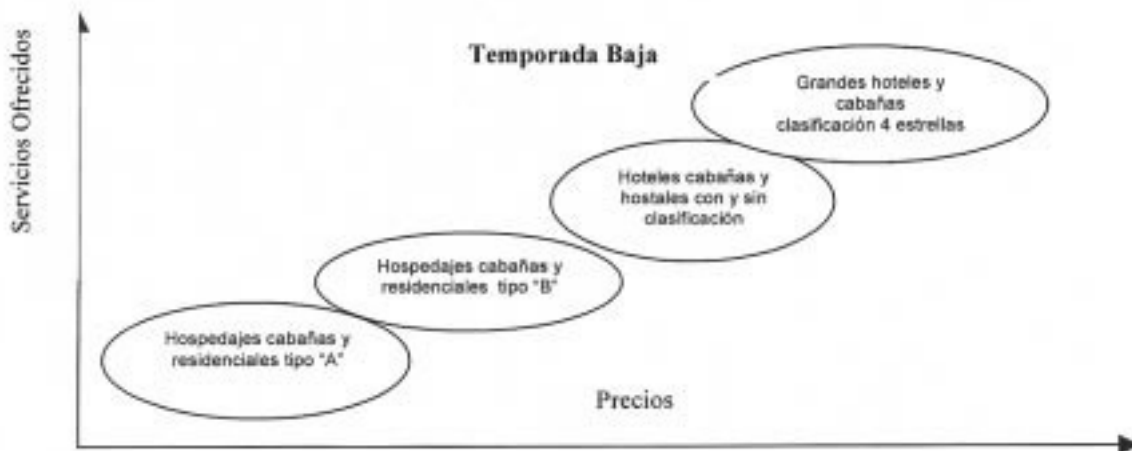 Servicios Ofrecidos
Temporada Baja
Grandes hoteles y
cabañas
clasificación 4 estrellas
Hoteles cabañas y
hostales con y sin
clasificación
Hospedajes cabañas y
residenciales tipo "B"
Hospedajes cabañas y
residenciales tipo "A"
Precios